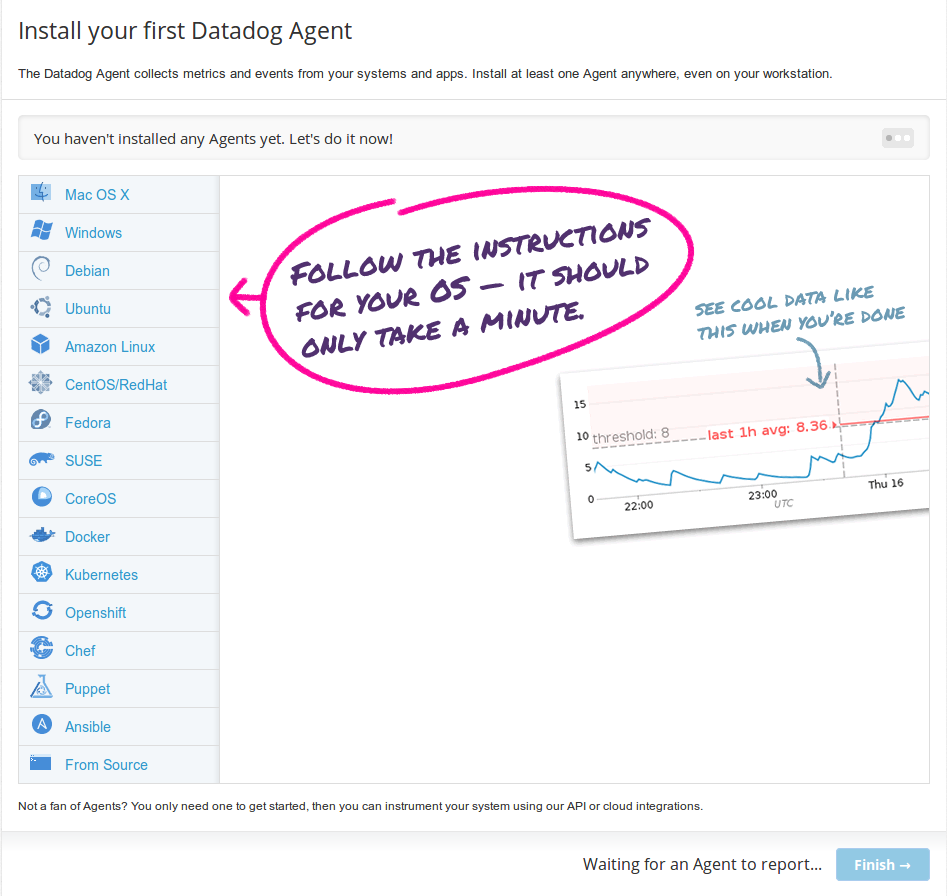 Install your first Datadog Agent
The Datadog Agent collects metrics and events from your systems and apps. Install at least one Agent anywhere, even on your workstation.
You haven't installed any Agents yet. Let's do it now!
Mac OS X
Windows
Debian
Ubuntu
Amazon Linux
CentOS/RedHat
Fedora
SUSE
CoreOS
Docker
Kubernetes
Openshift
Chef
Puppet
Ansible
From Source
FOLLOW THE INSTRUCTIONS
FOR YOUR OS — IT SHOULD
ONLY TAKE A MINUTE.
SEE COOL DATA LIKE
THIS WHEN YOU'RE DONE
15
10
5
0
threshold: 8
last 1h avg: 8.36
22:00
23:00
Thu 16
UTC
Not a fan of Agents? You only need one to get started, then you can instrument your system using our API or cloud integrations.
Waiting for an Agent to report...
Finish →